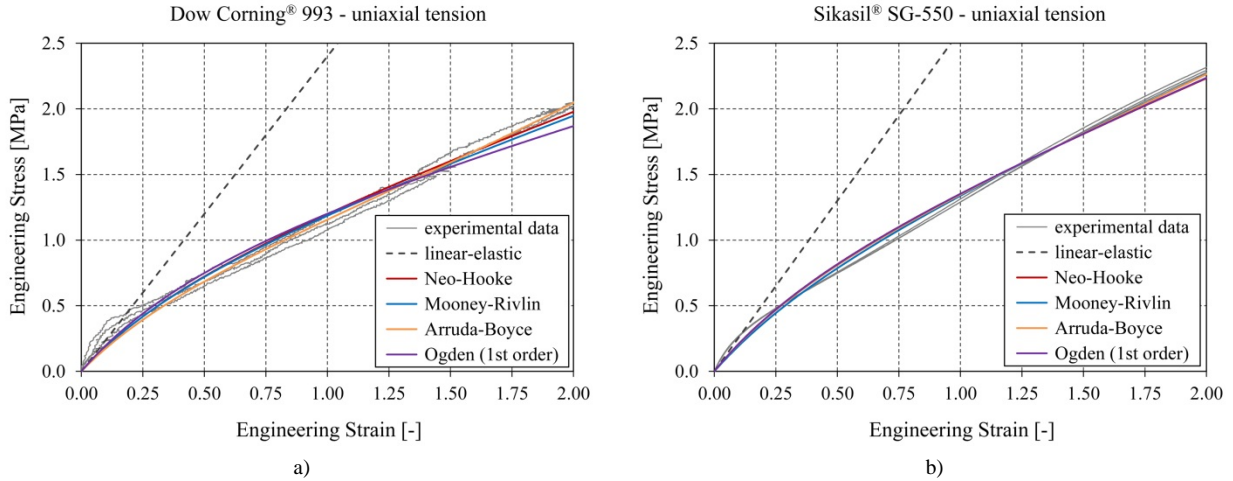 Dow Corning® 993 - uniaxial tension
Engineering Stress [MPa]
2.5
2.0
1.5
1.0
0.5
0.0
experimental data
linear-elastic
Neo-Hooke
Mooney-Rivlin
Arruda-Boyce
Ogden (1st order)
0.00 0.25 0.50 0.75 1.00 1.25 1.50 1.75 2.00
Engineering Strain [-]
a)
Sikasil® SG-550 - uniaxial tension
Engineering Stress [MPa]
2.5
2.0
1.5
1.0
0.5
0.0
experimental data
linear-elastic
Neo-Hooke
Mooney-Rivlin
Arruda-Boyce
Ogden (1st order)
0.00 0.25 0.50 0.75 1.00 1.25 1.50 1.75 2.00
Engineering Strain [-]
b)